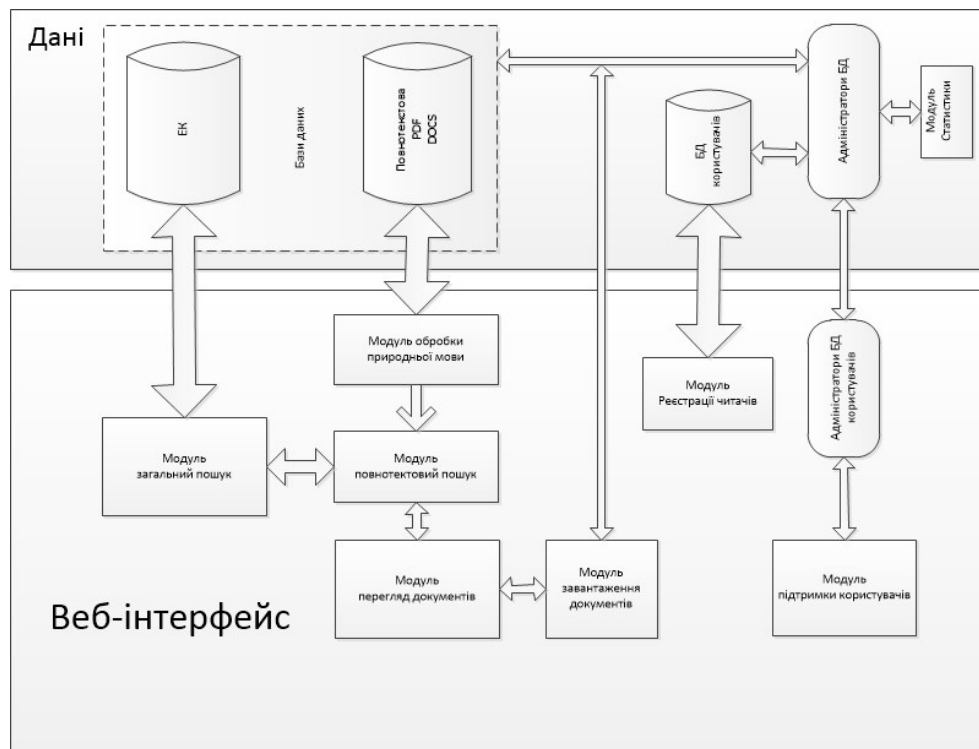 Дані
ЕК
Бази даних
Повнотекстова
PDF
DOCS
БД
користувачів
Адміністратори БД
Модуль
Статистики
Модуль обробки
природньої мови
Модуль
Реєстрації читачів
Адміністратори БД
користувачів
Модуль
загальний пошук
Модуль
повнотектовий пошук
Модуль
перегляд документів
Модуль
завантаження
документів
Модуль
підтримки користувачів
Веб-інтерфейс